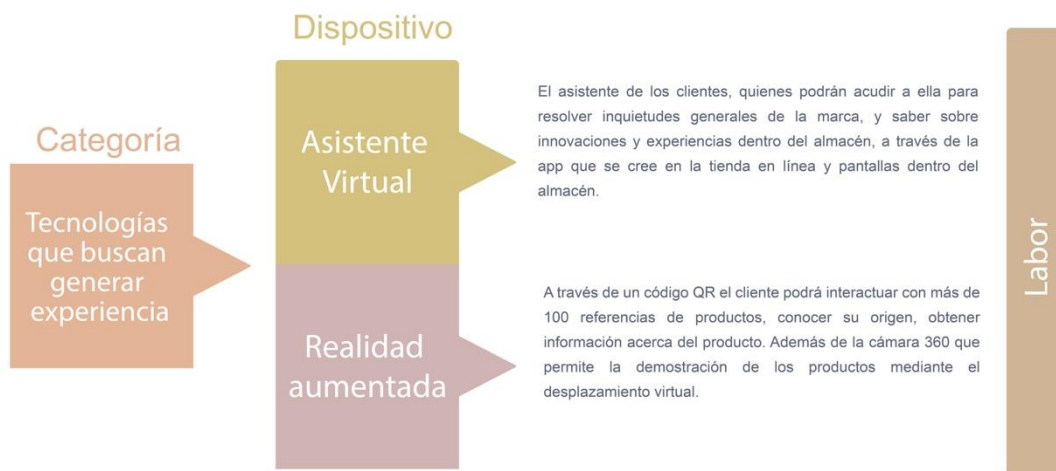 Dispositivo
Categoría
Tecnologías
que buscan
generar
experiencia
Asistente
Virtual
El asistente de los clientes, quienes podrán acudir a ella para
resolver inquietudes generales de la marca, y saber sobre
innovaciones y experiencias dentro del almacén, a través de la
app que se cree en la tienda en línea y pantallas dentro del
almacén.
Realidad
aumentada
A través de un código QR el cliente podrá interactuar con más de
100 referencias de productos, conocer su origen, obtener
información acerca del producto. Además de la cámara 360 que
permite la demostración de los productos mediante el
desplazamiento virtual.
Labor